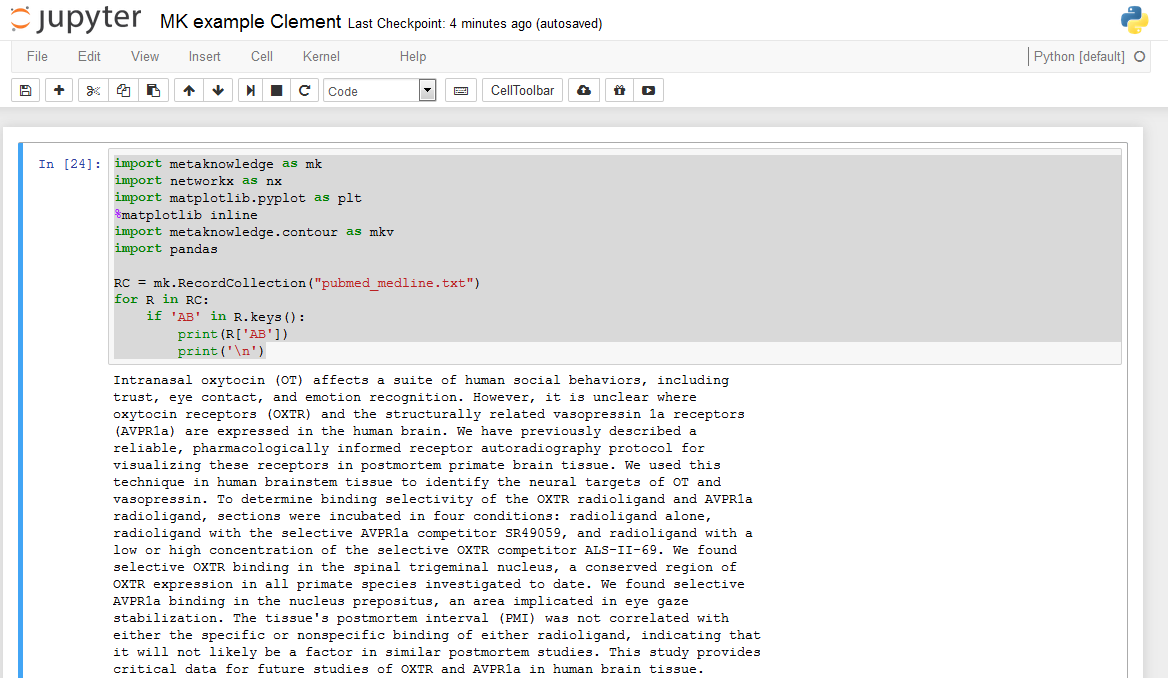 jupyter MK example Clement Last Checkpoint: 4 minutes ago (autosaved)
File Edit View Insert Cell Kernel Help Python [default]
Code CellToolbar
In [24]: import metaknowledge as mk
import networkx as nx
import matplotlib.pyplot as plt
%matplotlib inline
import metaknowledge.contour as mkv
import pandas

RC = mk.RecordCollection("pubmed_medline.txt")
for R in RC:
    if 'AB' in R.keys():
        print(R['AB'])
        print('\n')
Intranasal oxytocin (OT) affects a suite of human social behaviors, including
trust, eye contact, and emotion recognition. However, it is unclear where
oxytocin receptors (OXTR) and the structurally related vasopressin 1a receptors
(AVPR1a) are expressed in the human brain. We have previously described a
reliable, pharmacologically informed receptor autoradiography protocol for
visualizing these receptors in postmortem primate brain tissue. We used this
technique in human brainstem tissue to identify the neural targets of OT and
vasopressin. To determine binding selectivity of the OXTR radioligand and AVPR1a
radioligand, sections were incubated in four conditions: radioligand alone,
radioligand with the selective AVPR1a competitor SR49059, and radioligand with a
low or high concentration of the selective OXTR competitor ALS-II-69. We found
selective OXTR binding in the spinal trigeminal nucleus, a conserved region of
OXTR expression in all primate species investigated to date. We found selective
AVPR1a binding in the nucleus prepositus, an area implicated in eye gaze
stabilization. The tissue's postmortem interval (PMI) was not correlated with
either the specific or nonspecific binding of either radioligand, indicating that
it will not likely be a factor in similar postmortem studies. This study provides
critical data for future studies of OXTR and AVPR1a in human brain tissue.